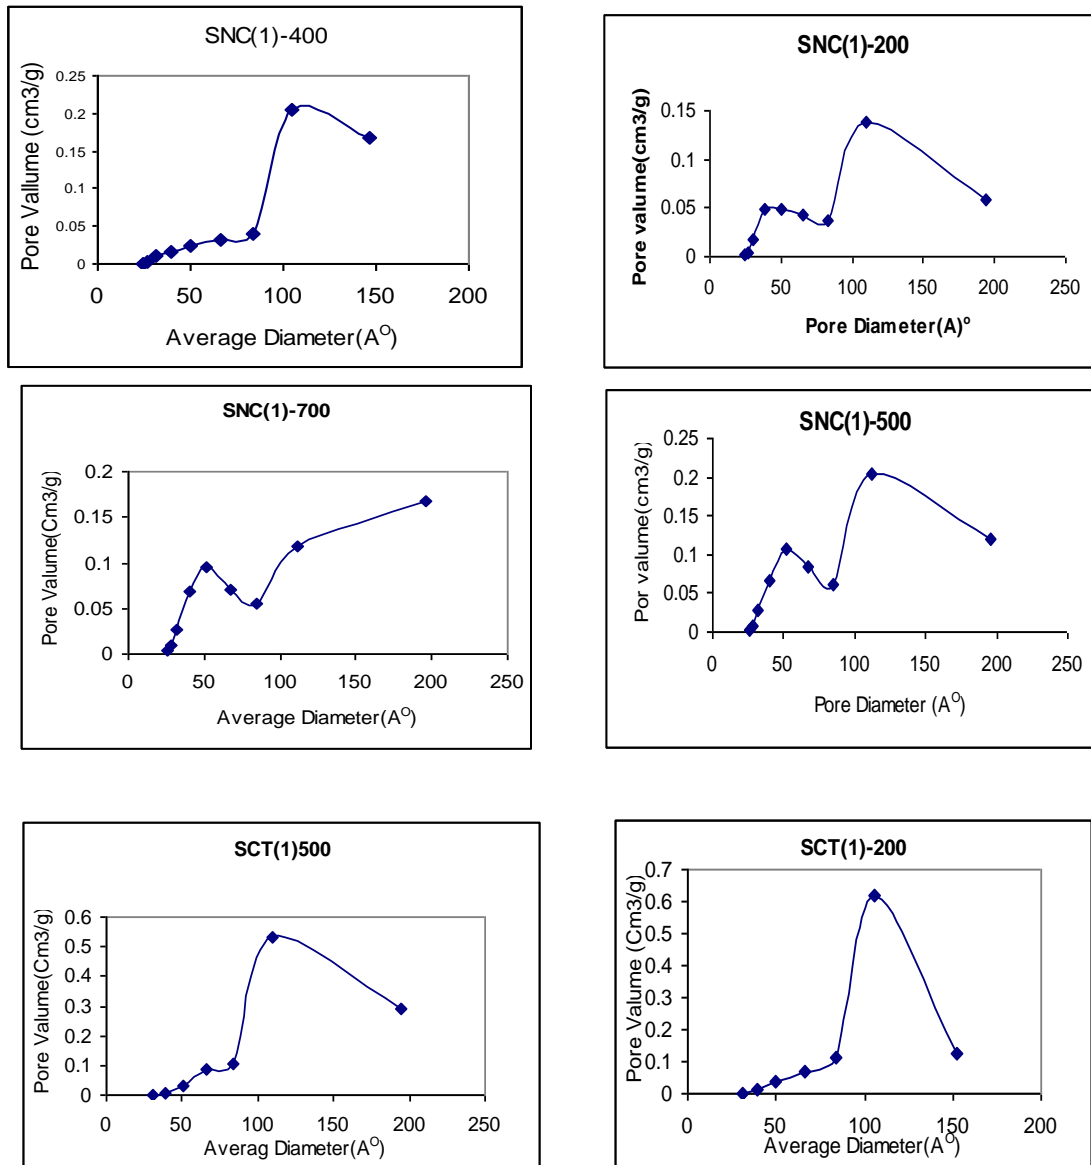 SNC(1)-400
Pore Vallume (cm3/g)
0.25
0.2
0.15
0.1
0.05
0
0 50 100 150 200
Average Diameter(A^O)
SNC(1)-200
Pore valume(cm3/g)
0.15
0.1
0.05
0
0 50 100 150 200 250
Pore Diameter(A)º
SNC(1)-700
Pore Valume(Cm3/g)
0.2
0.15
0.1
0.05
0
0 50 100 150 200 250
Average Diameter(A^O)
SNC(1)-500
Por valume(cm3/g)
0.25
0.2
0.15
0.1
0.05
0
0 50 100 150 200 250
Pore Diameter (A^O)
SCT(1)500
Pore Valume(Cm3/g)
0.6
0.5
0.4
0.3
0.2
0.1
0
0 50 100 150 200 250
Averag Diameter(A^O)
SCT(1)-200
Pore Valume (Cm3/g)
0.7
0.6
0.5
0.4
0.3
0.2
0.1
0
0 50 100 150 200
Average Diameter(A^O)